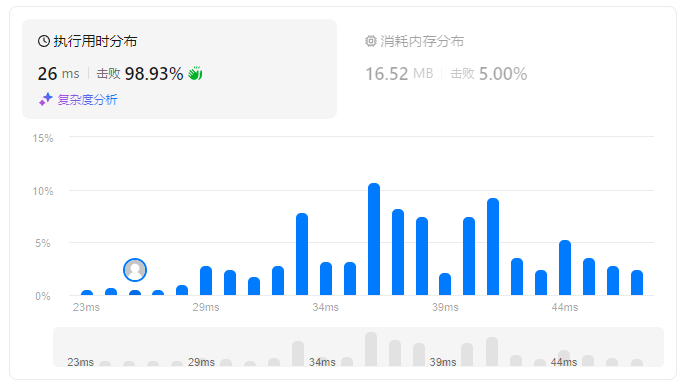 执行用时分布
26 ms 击败 98.93%
复杂度分析
消耗内存分布
16.52 MB 击败 5.00%
15%
10%
5%
0%
23ms 29ms 34ms 39ms 44ms
23ms 29ms 34ms 39ms 44ms